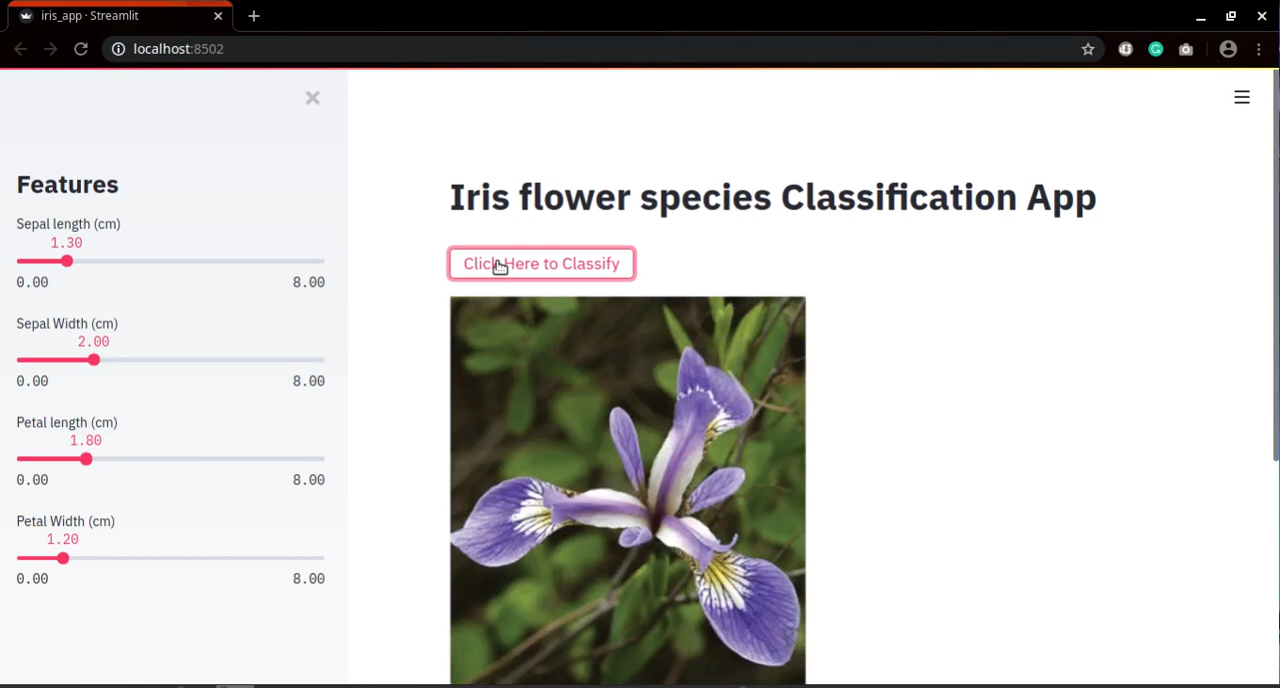 iris_app · Streamlit
localhost:8502
Features
Sepal length (cm)
1.30
0.00 8.00
Sepal Width (cm)
2.00
0.00 8.00
Petal length (cm)
1.80
0.00 8.00
Petal Width (cm)
1.20
0.00 8.00
Iris flower species Classification App
Click Here to Classify